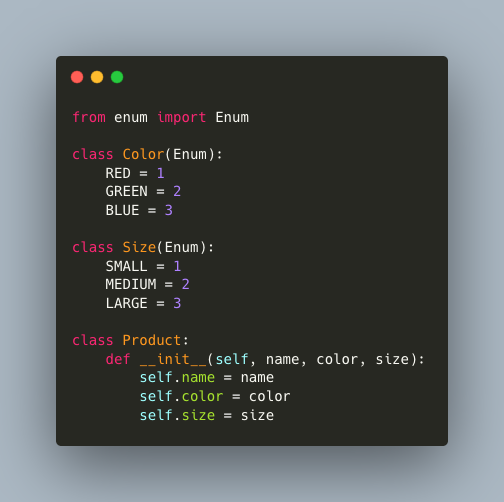 from enum import Enum

class Color(Enum):
    RED = 1
    GREEN = 2
    BLUE = 3

class Size(Enum):
    SMALL = 1
    MEDIUM = 2
    LARGE = 3

class Product:
    def __init__(self, name, color, size):
        self.name = name
        self.color = color
        self.size = size